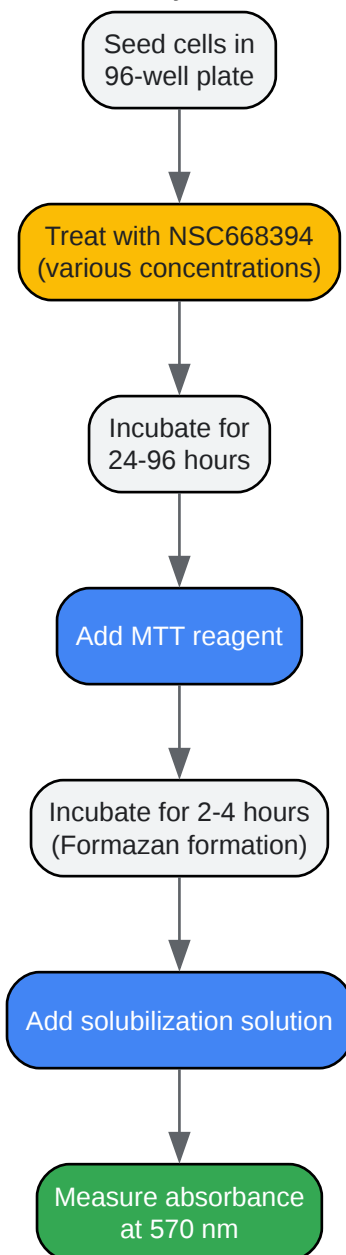 Seed cells in
96-well plate
Treat with NSC668394
(various concentrations)
Incubate for
24-96 hours
Add MTT reagent
Incubate for 2-4 hours
(Formazan formation)
Add solubilization solution
Measure absorbance
at 570 nm